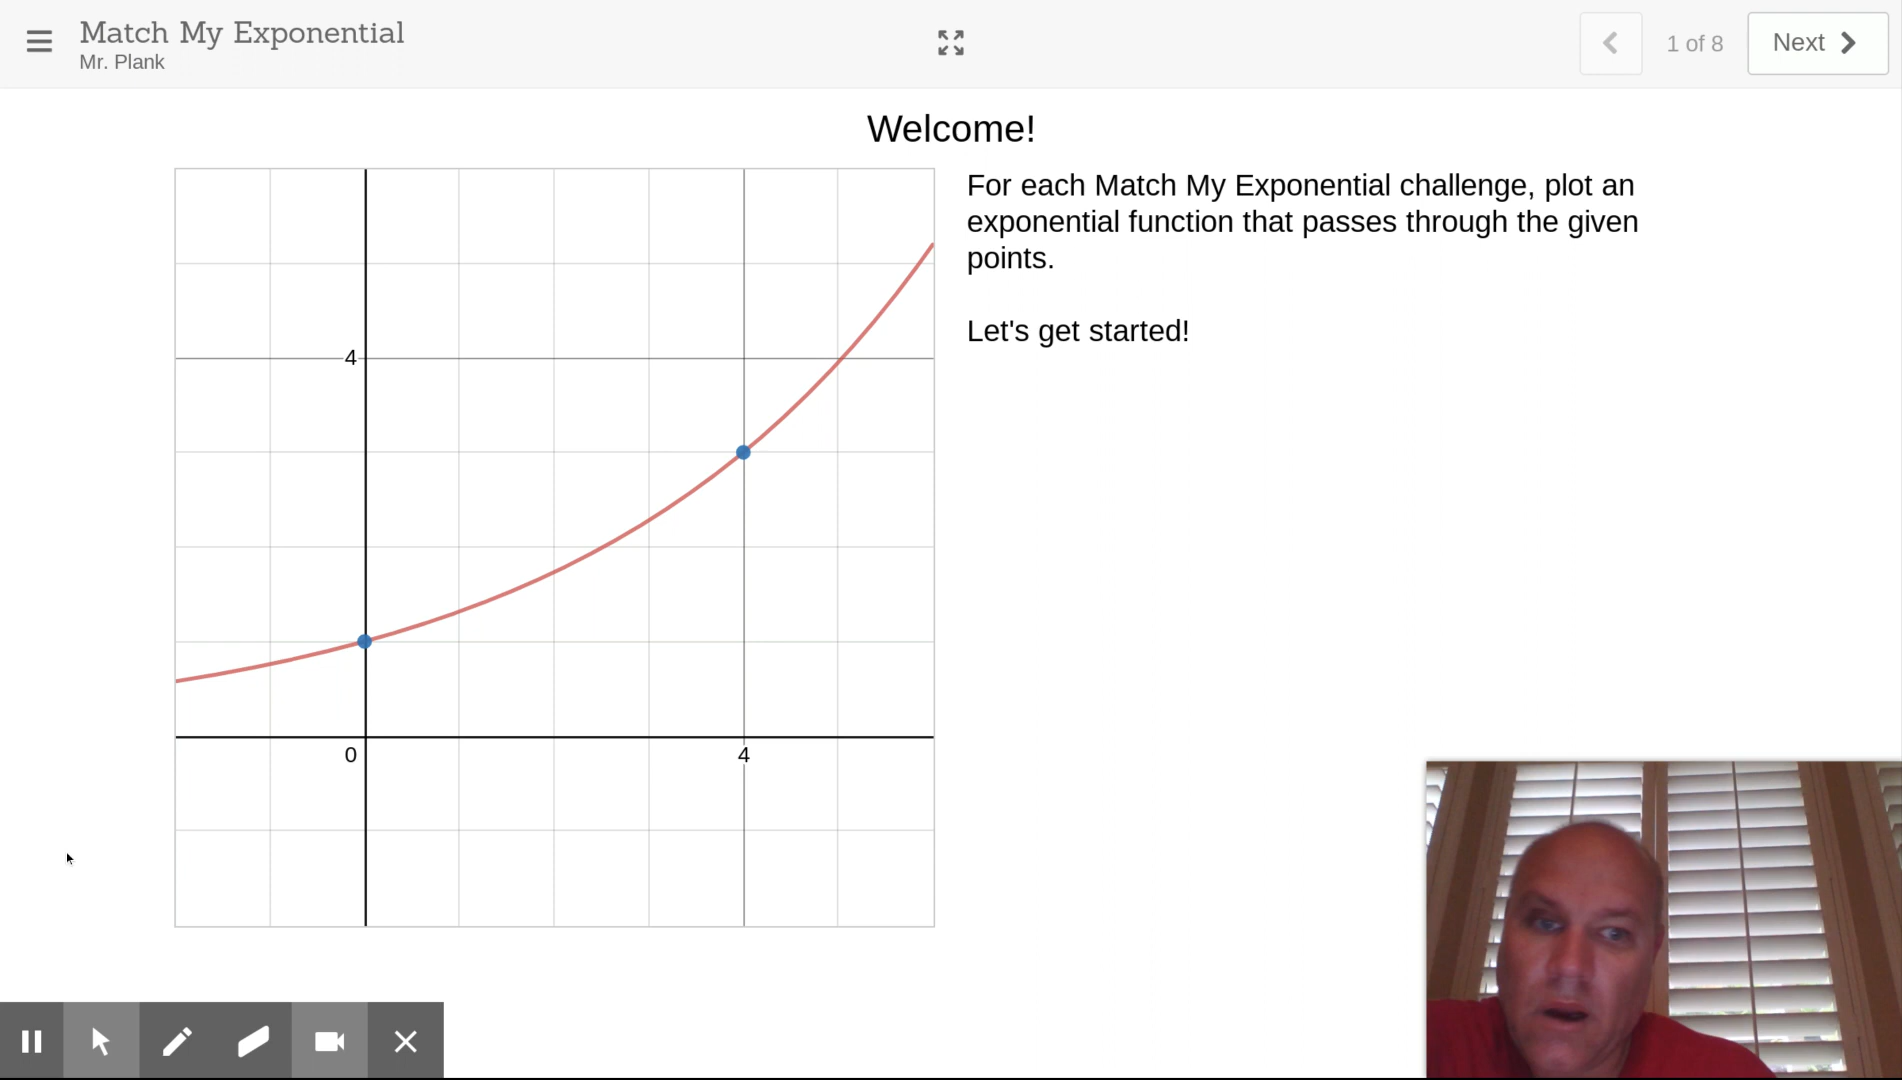 Match My Exponential
Mr. Plank
1 of 8
Next
Welcome!
For each Match My Exponential challenge, plot an
exponential function that passes through the given
points.
Let's get started!
4
0
4